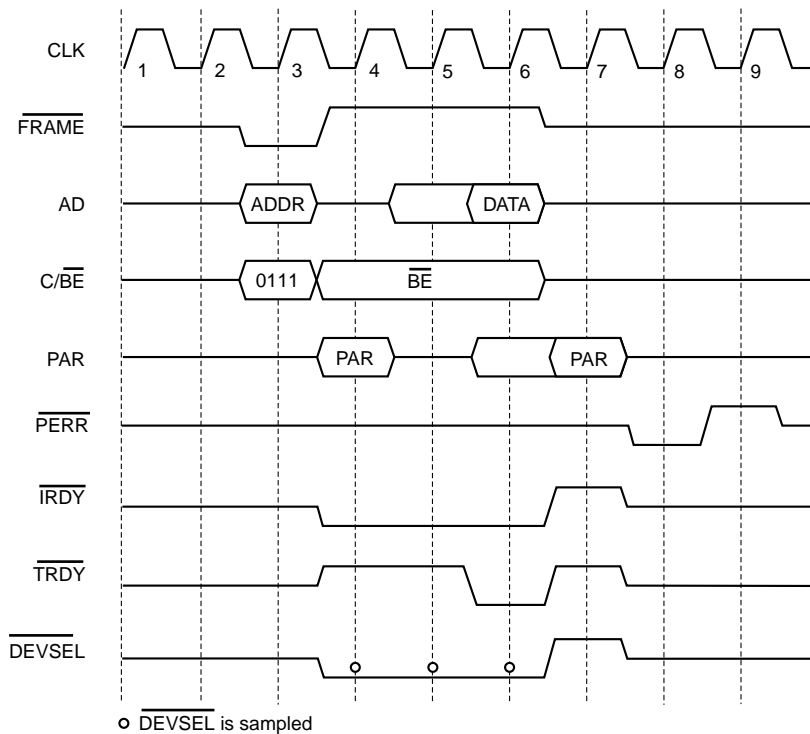 CLK
1 2 3 4 5 6 7 8 9
FRAME
AD
ADDR
DATA
C/BE
0111
BE
PAR
PAR
PAR
PERR
IRDY
TRDY
DEVSEL
DEVSEL is sampled